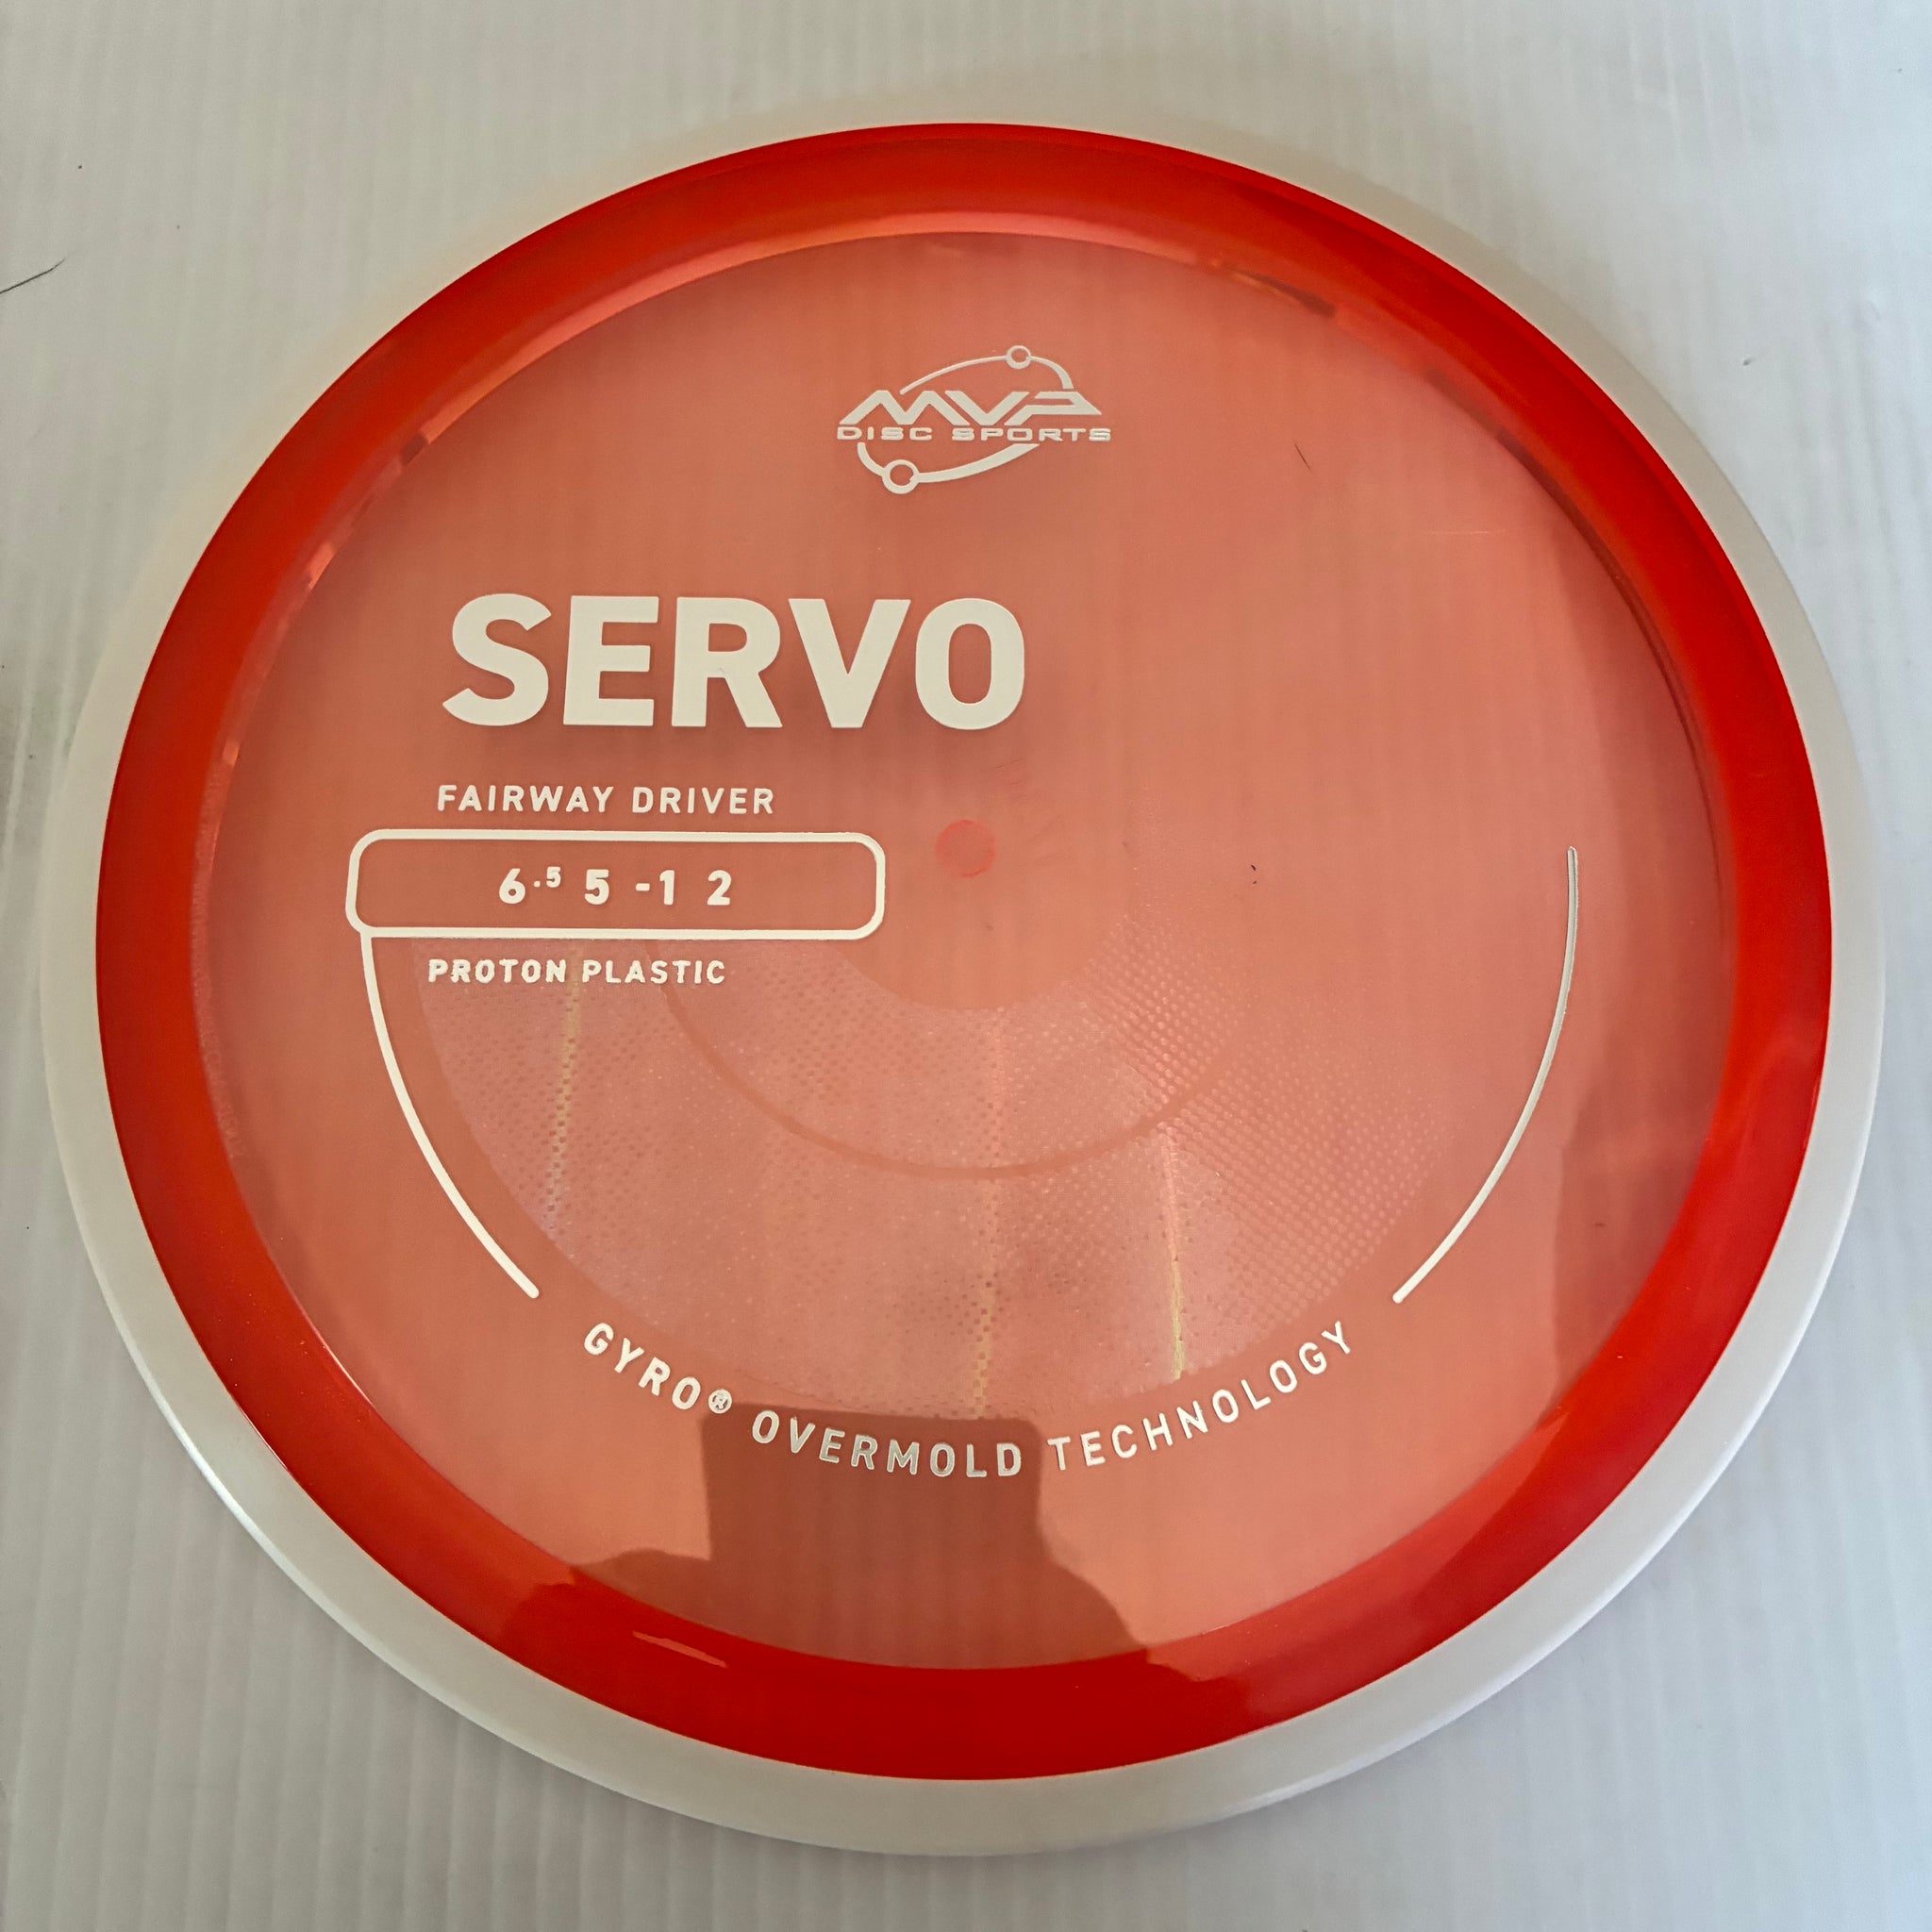 MVP
DISC SPORTS
SERVO
FAIRWAY DRIVER
6.5 5 -1 2
PROTON PLASTIC
GYRO® OVERMOLD TECHNOLOGY